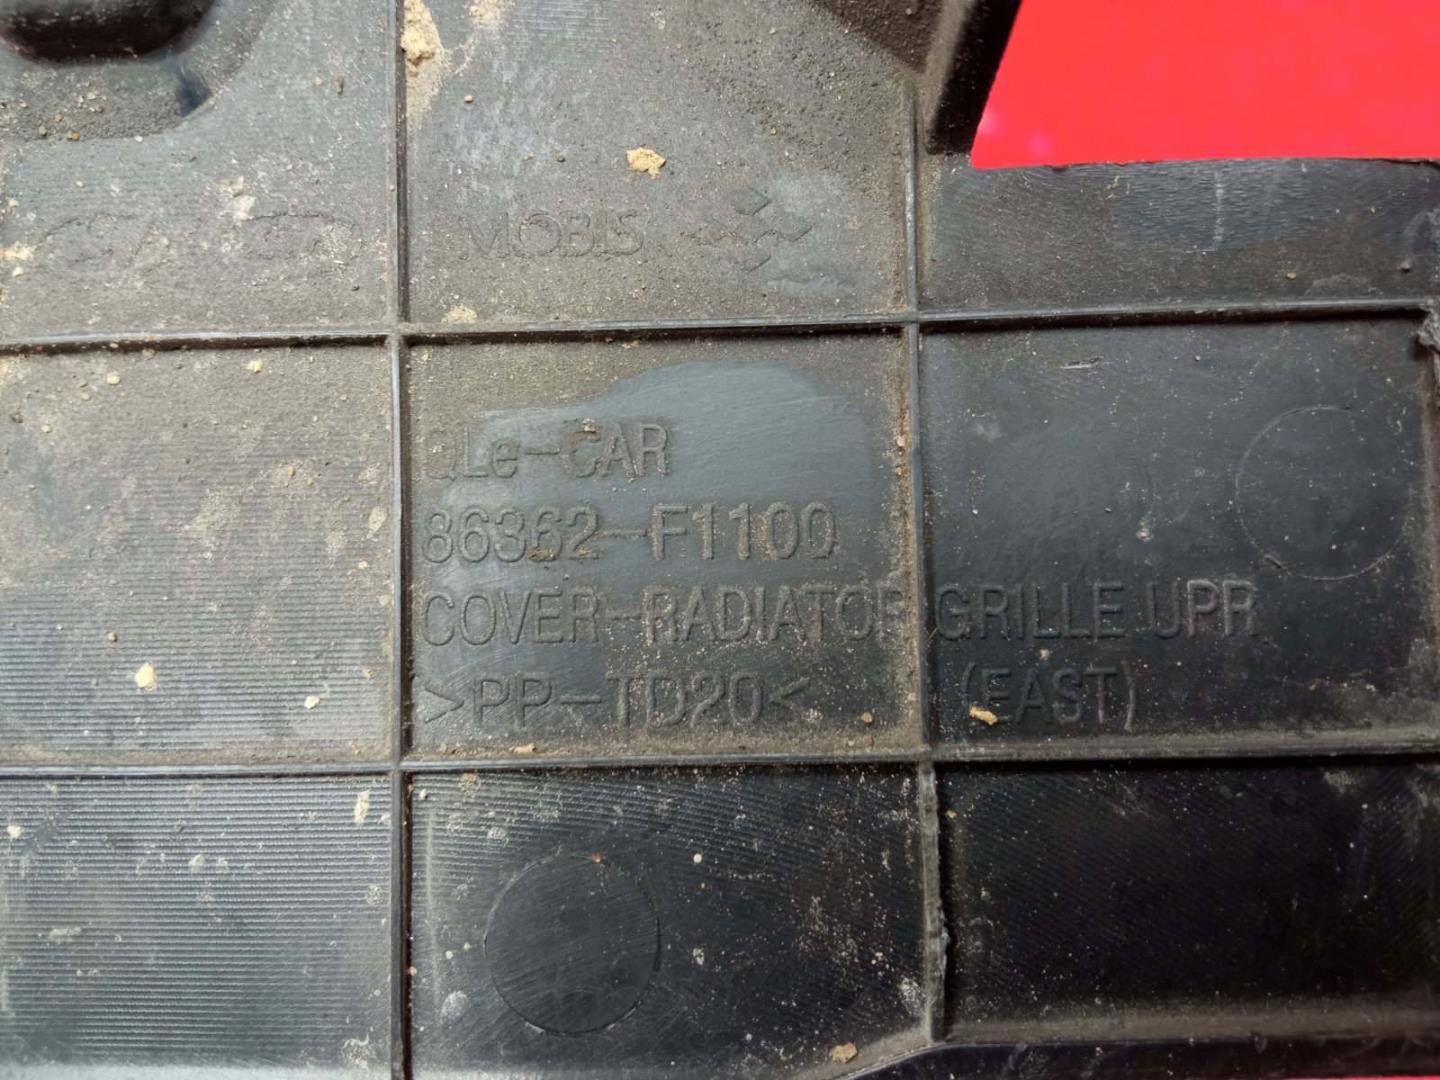 MOBIS
QLe-CAR
86362-F1100
COVER-RADIATOR GRILLE UPR
>PP-TD20< (EAST)